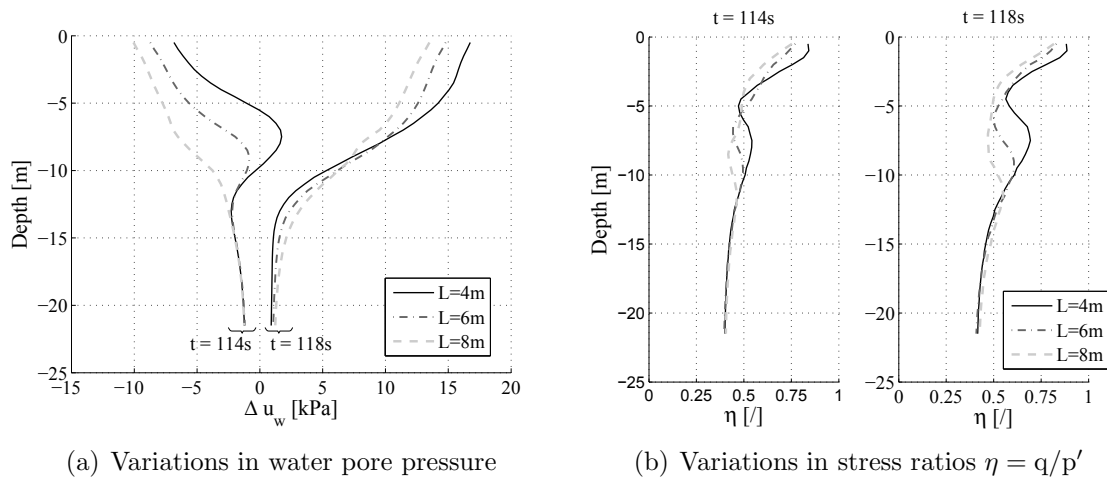 0
−5
−10
−15
−20
−25
Depth [m]
−15
−10
−5
0
5
10
15
20
Δ u_w [kPa]
t = 114s
t = 118s
L=4m
L=6m
L=8m
(a) Variations in water pore pressure
t = 114s
0
−5
−10
−15
−20
−25
Depth [m]
0
0.25
0.5
0.75
1
η [/]
t = 118s
0
−5
−10
−15
−20
−25
0
0.25
0.5
0.75
1
η [/]
L=4m
L=6m
L=8m
(b) Variations in stress ratios η = q/p′